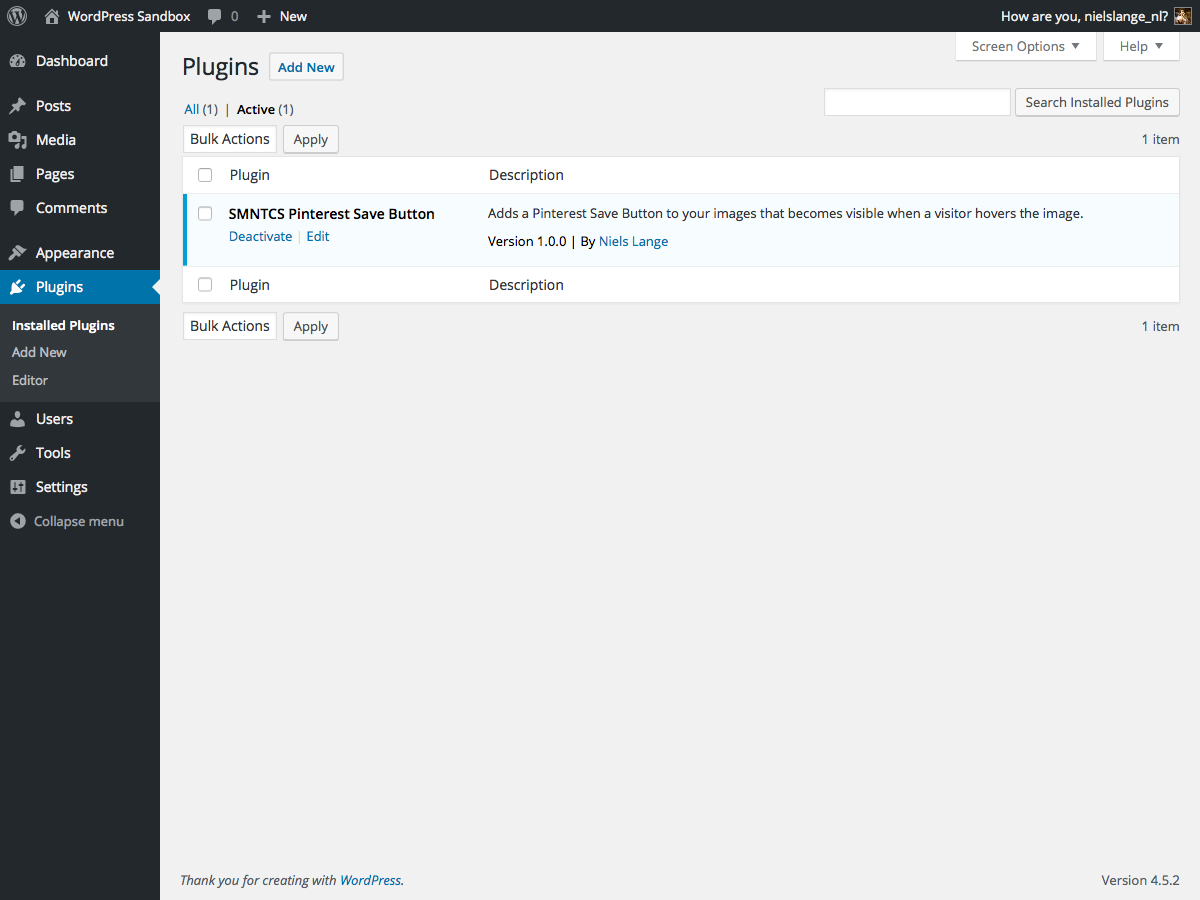 WordPress Sandbox 0 New How are you, nielslange_nl?
Dashboard
Posts
Media
Pages
Comments
Appearance
Plugins
Installed Plugins
Add New
Editor
Users
Tools
Settings
Collapse menu
Screen Options Help
Plugins Add New
All (1) | Active (1)
Search Installed Plugins
Bulk Actions Apply 1 item
Plugin Description
SMNTCS Pinterest Save Button Adds a Pinterest Save Button to your images that becomes visible when a visitor hovers the image.
Deactivate | Edit Version 1.0.0 | By Niels Lange
Plugin Description
Bulk Actions Apply 1 item
Thank you for creating with WordPress. Version 4.5.2